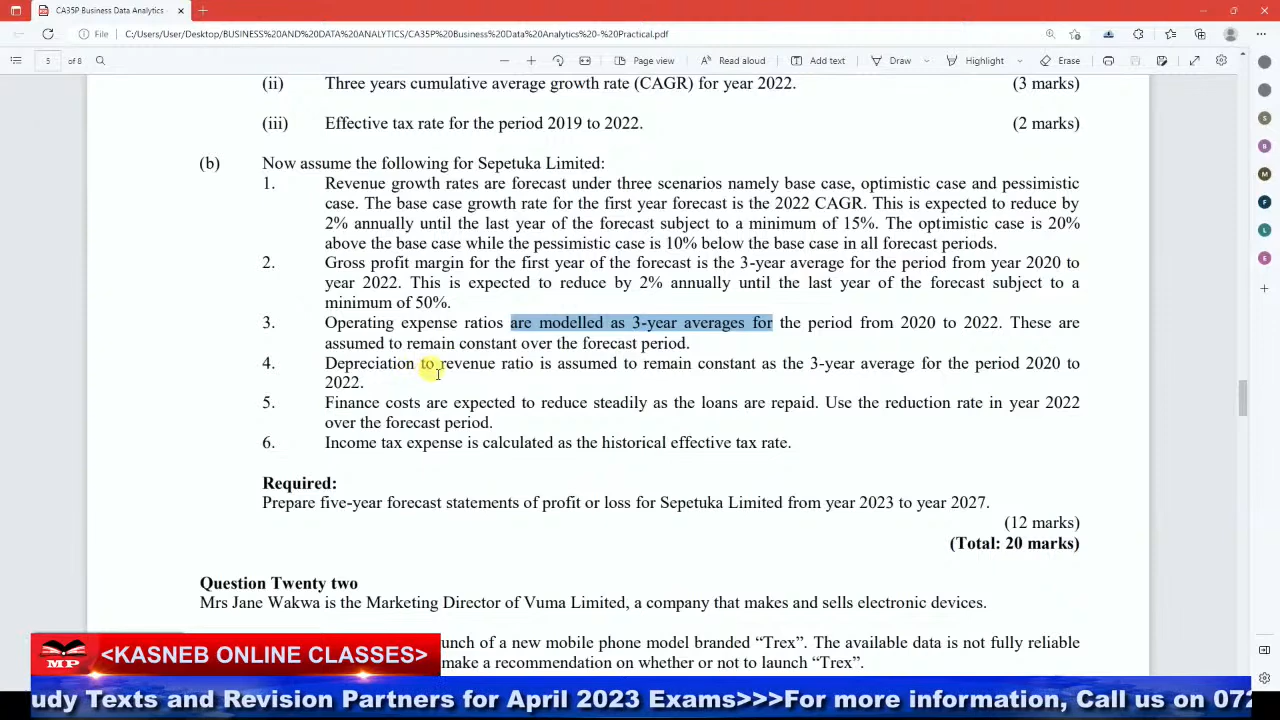 CA35P Business Data Analytics
File
C:/Users/User/Desktop/BUSINESS%20AND%20DATA%20ANALYTICS/CA35P%20Business%20Data%20Analytics%20-%20Practical.pdf
5 of 8
Page view
Read aloud
Add text
Draw
Highlight
Erase
(ii) Three years cumulative average growth rate (CAGR) for year 2022. (3 marks)
(iii) Effective tax rate for the period 2019 to 2022. (2 marks)
(b) Now assume the following for Sepetuka Limited:
1. Revenue growth rates are forecast under three scenarios namely base case, optimistic case and pessimistic
case. The base case growth rate for the first year forecast is the 2022 CAGR. This is expected to reduce by
2% annually until the last year of the forecast subject to a minimum of 15%. The optimistic case is 20%
above the base case while the pessimistic case is 10% below the base case in all forecast periods.
2. Gross profit margin for the first year of the forecast is the 3-year average for the period from year 2020 to
year 2022. This is expected to reduce by 2% annually until the last year of the forecast subject to a
minimum of 50%.
3. Operating expense ratios are modelled as 3-year averages for the period from 2020 to 2022. These are
assumed to remain constant over the forecast period.
4. Depreciation to revenue ratio is assumed to remain constant as the 3-year average for the period 2020 to
2022.
5. Finance costs are expected to reduce steadily as the loans are repaid. Use the reduction rate in year 2022
over the forecast period.
6. Income tax expense is calculated as the historical effective tax rate.
Required:
Prepare five-year forecast statements of profit or loss for Sepetuka Limited from year 2023 to year 2027.
(12 marks)
(Total: 20 marks)
Question Twenty two
Mrs Jane Wakwa is the Marketing Director of Vuma Limited, a company that makes and sells electronic devices.
unch of a new mobile phone model branded “Trex”. The available data is not fully reliable
make a recommendation on whether or not to launch “Trex”.
MP
<KASNEB ONLINE CLASSES>
udy Texts and Revision Partners for April 2023 Exams>>>For more information, Call us on 072
S
B
M
F
L
E